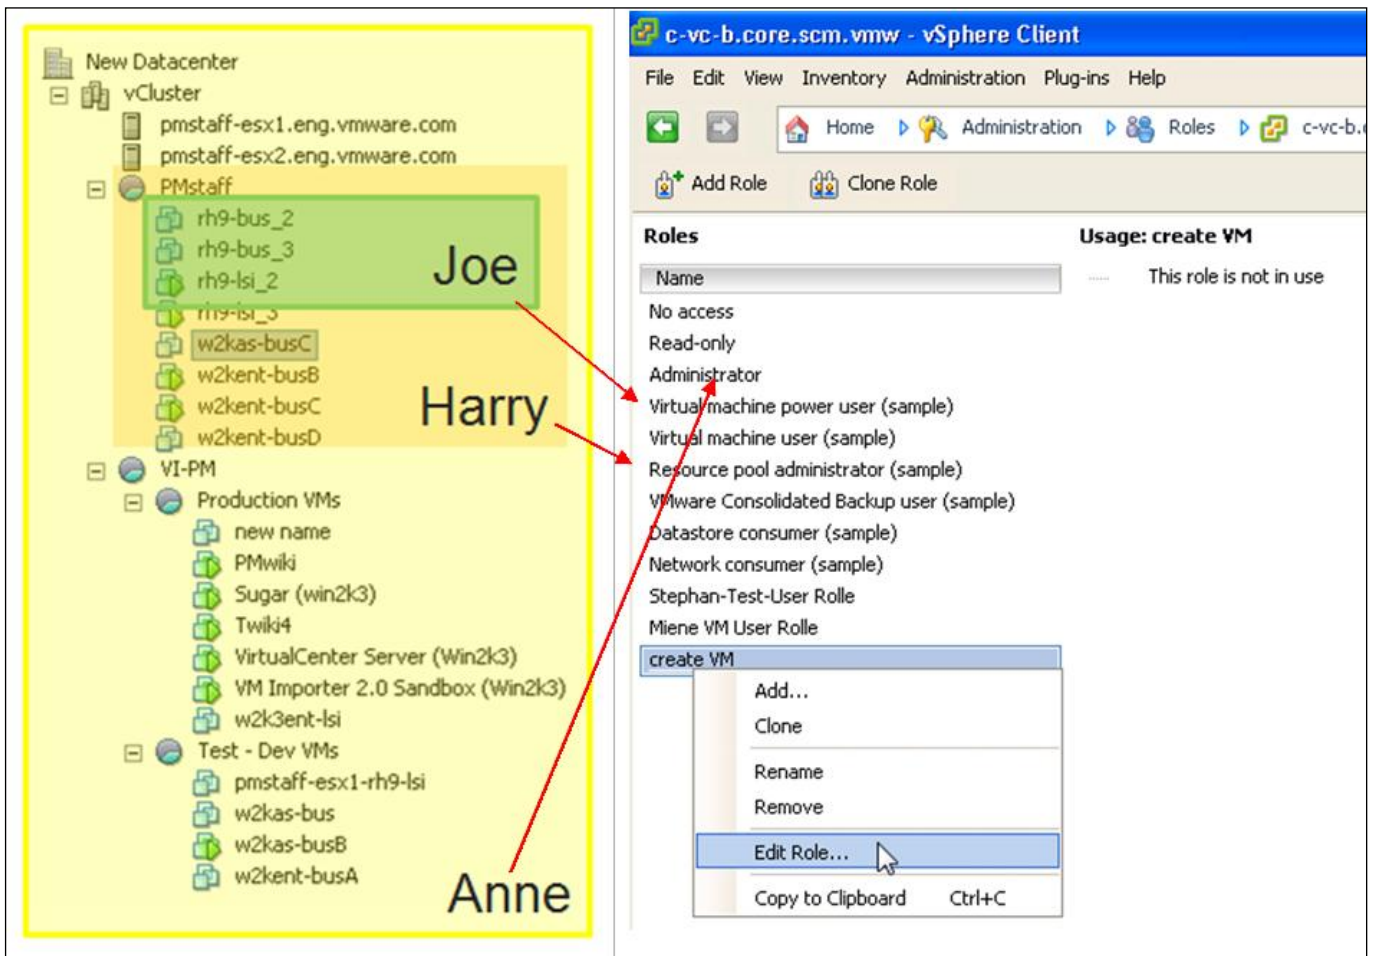 New Datacenter
vCluster
pmstaff-esx1.eng.vmware.com
pmstaff-esx2.eng.vmware.com
PMstaff
rh9-bus_2
rh9-bus_3
rh9-lsi_2
rh9-lsi_3
w2kas-busC
w2kent-busB
w2kent-busC
w2kent-busD
Joe
Harry
VI-PM
Production VMs
new name
PMwiki
Sugar (win2k3)
Twiki4
VirtualCenter Server (Win2k3)
VM Importer 2.0 Sandbox (Win2k3)
w2k3ent-lsi
Test - Dev VMs
pmstaff-esx1-rh9-lsi
w2kas-bus
w2kas-busB
w2kent-busA
Anne
c-vc-b.core.scm.vmw - vSphere Client
File Edit View Inventory Administration Plug-ins Help
Home Administration Roles c-vc-b.
Add Role Clone Role
Roles
Name
No access
Read-only
Administrator
Virtual machine power user (sample)
Virtual machine user (sample)
Resource pool administrator (sample)
VMware Consolidated Backup user (sample)
Datastore consumer (sample)
Network consumer (sample)
Stephan-Test-User Rolle
Miene VM User Rolle
create VM
Add...
Clone
Rename
Remove
Edit Role...
Copy to Clipboard Ctrl+C
Usage: create VM
This role is not in use